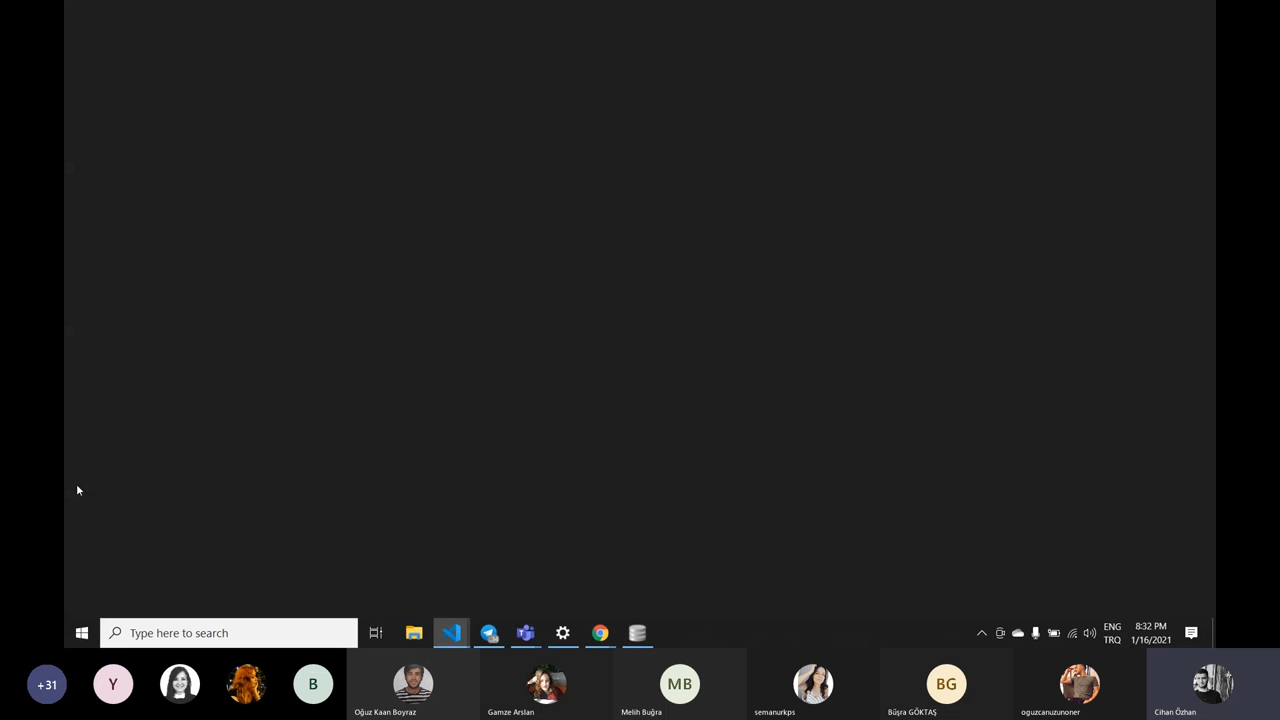 Type here to search
ENG
TRQ
8:32 PM
1/16/2021
+31
Y
B
MB
BG
Oğuz Kaan Boyraz
Gamze Arslan
Melih Buğra
semanurkps
Büşra GÖKTAŞ
oguzcanuzunoner
Cihan Özhan